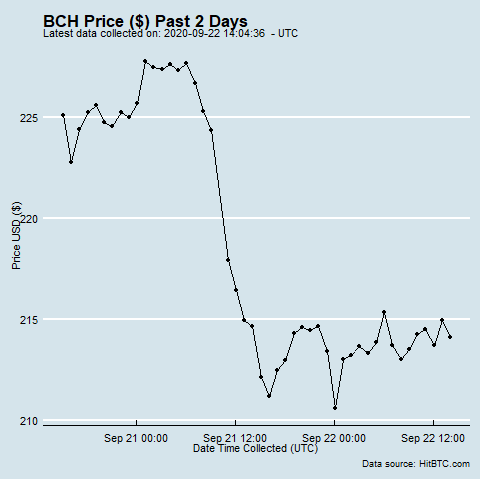 BCH Price ($) Past 2 Days
Latest data collected on: 2020-09-22 14:04:36 - UTC
225
220
215
210
Price USD ($)
Sep 21 00:00 Sep 21 12:00 Sep 22 00:00 Sep 22 12:00
Date Time Collected (UTC)
Data source: HitBTC.com